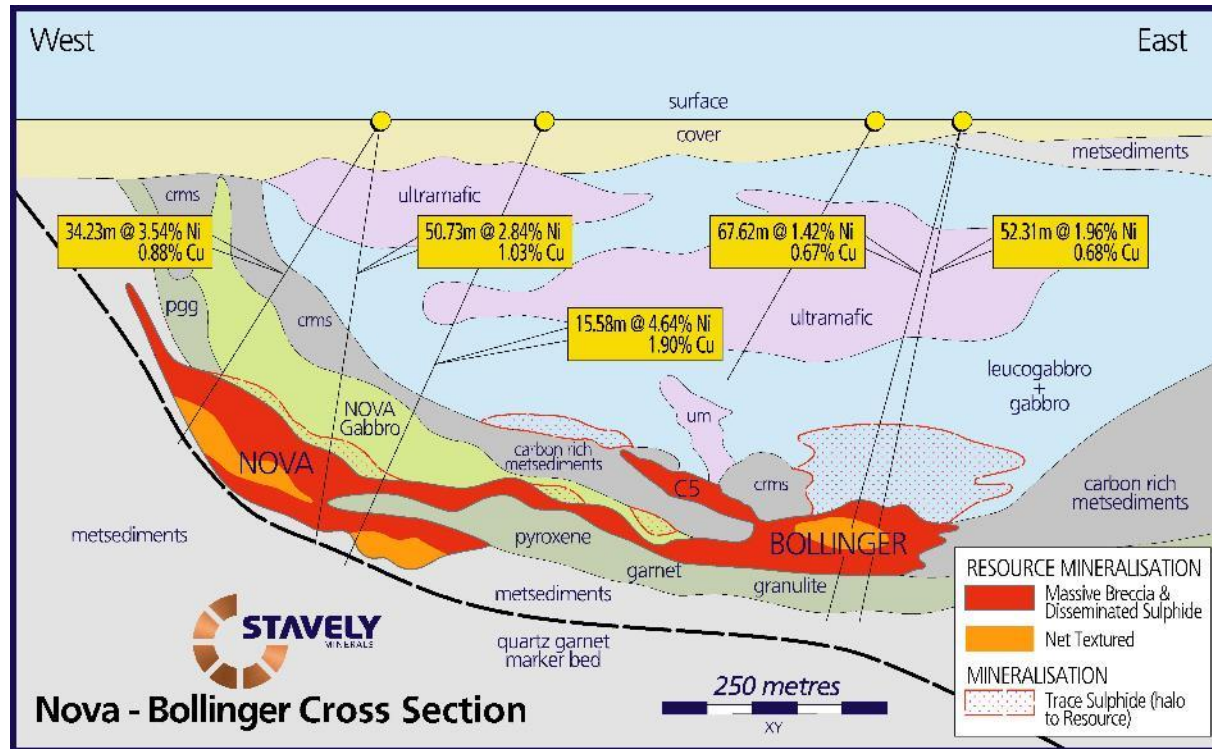 West
East
surface
cover
metsediments
crms
ultramafic
34.23m @ 3.54% Ni
0.88% Cu
50.73m @ 2.84% Ni
1.03% Cu
67.62m @ 1.42% Ni
0.67% Cu
52.31m @ 1.96% Ni
0.68% Cu
pgg
crms
15.58m @ 4.64% Ni
1.90% Cu
ultramafic
leucogabbro
+
gabbro
NOVA
Gabbro
um
carbon rich
metsediments
NOVA
C5
crms
carbon rich
metsediments
metsediments
pyroxene
BOLLINGER
garnet
granulite
metsediments
quartz garnet
marker bed
STAVELY
MINERALS
Nova - Bollinger Cross Section
250 metres
XY
RESOURCE MINERALISATION
Massive Breccia &
Disseminated Sulphide
Net Textured
MINERALISATION
Trace Sulphide (halo
to Resource)